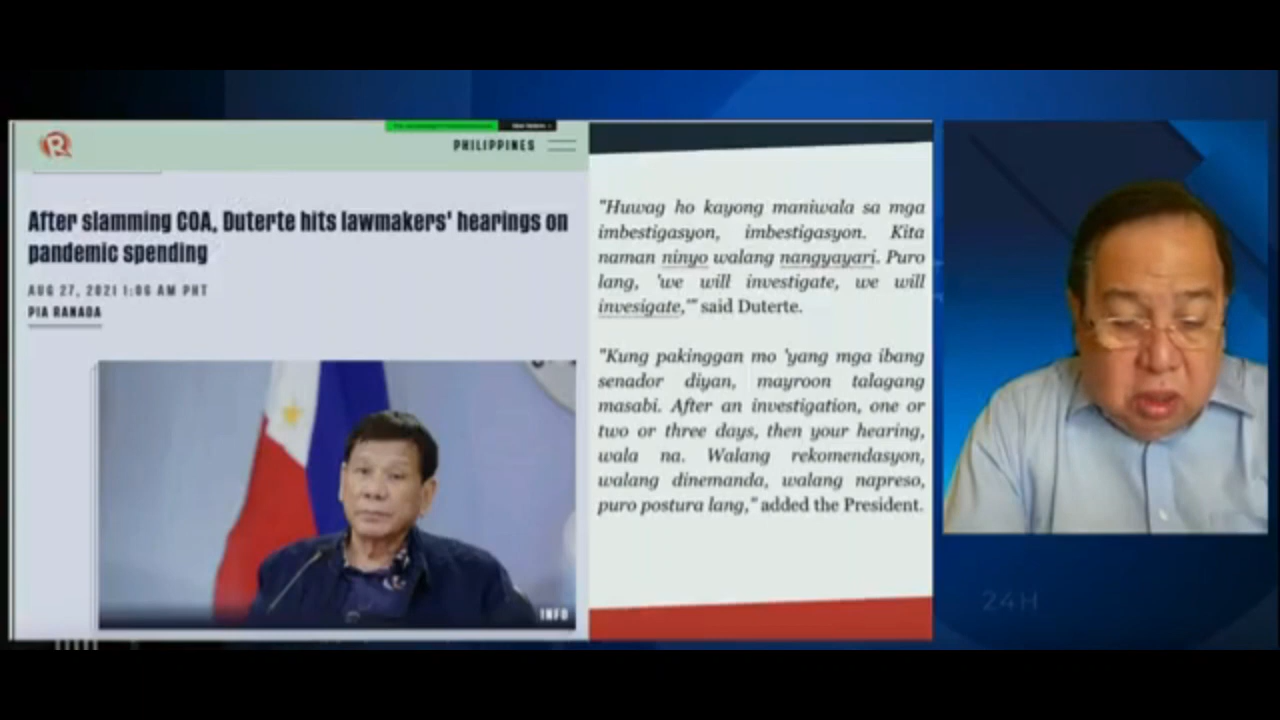 R
PHILIPPINES
After slamming COA, Duterte hits lawmakers' hearings on
pandemic spending
AUG 27, 2021 1:06 AM PHT
PIA RANADA
INFO
"Huwag ho kayong maniwala sa mga
imbestigasyon, imbestigasyon. Kita
naman ninyo walang nangyayari. Puro
lang, 'we will investigate, we will
invesigate,'" said Duterte.
"Kung pakinggan mo 'yang mga ibang
senador diyan, mayroon talagang
masabi. After an investigation, one or
two or three days, then your hearing,
wala na. Walang rekomendasyon,
walang dinemanda, walang napreso,
puro postura lang," added the President.
24H